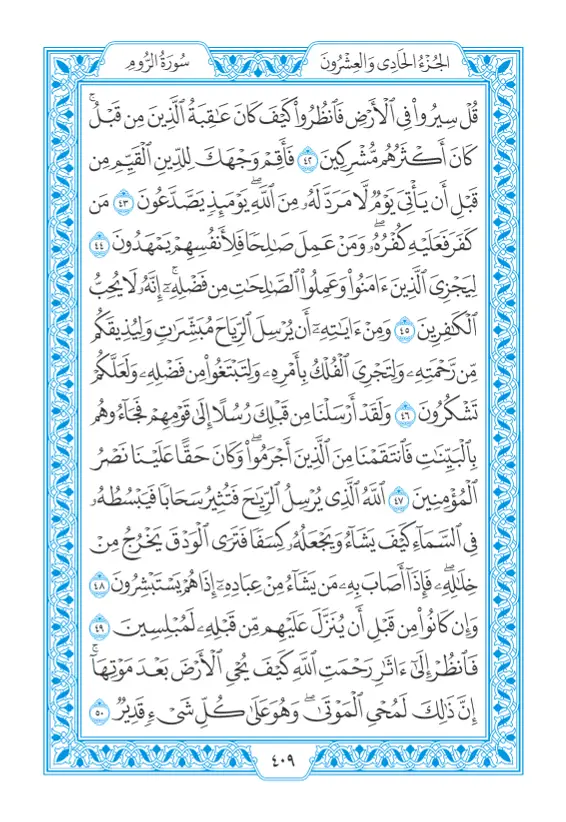 الجُزْءُ الحَادِى وَالعِشْرُونَ
سُورَةُ الرُّومِ
قُلْ سِيرُوا۟ فِى ٱلْأَرْضِ فَٱنظُرُوا۟ كَيْفَ كَانَ عَـٰقِبَةُ ٱلَّذِينَ مِن قَبْلُ ۚ
كَانَ أَكْثَرُهُم مُّشْرِكِينَ ٤٢ فَأَقِمْ وَجْهَكَ لِلدِّينِ ٱلْقَيِّمِ مِن
قَبْلِ أَن يَأْتِىَ يَوْمٌ لَّا مَرَدَّ لَهُۥ مِنَ ٱللَّهِ ۖ يَوْمَئِذٍ يَصَّدَّعُونَ ٤٣ مَن
كَفَرَ فَعَلَيْهِ كُفْرُهُۥ ۖ وَمَنْ عَمِلَ صَـٰلِحًا فَلِأَنفُسِهِمْ يَمْهَدُونَ ٤٤
لِيَجْزِىَ ٱلَّذِينَ ءَامَنُوا۟ وَعَمِلُوا۟ ٱلصَّـٰلِحَـٰتِ مِن فَضْلِهِۦٓ ۚ إِنَّهُۥ لَا يُحِبُّ
ٱلْكَـٰفِرِينَ ٤٥ وَمِنْ ءَايَـٰتِهِۦٓ أَن يُرْسِلَ ٱلرِّيَاحَ مُبَشِّرَٰتٍ وَلِيُذِيقَكُم
مِّن رَّحْمَتِهِۦ وَلِتَجْرِىَ ٱلْفُلْكُ بِأَمْرِهِۦ وَلِتَبْتَغُوا۟ مِن فَضْلِهِۦ وَلَعَلَّكُمْ
تَشْكُرُونَ ٤٦ وَلَقَدْ أَرْسَلْنَا مِن قَبْلِكَ رُسُلًا إِلَىٰ قَوْمِهِمْ فَجَآءُوهُم
بِٱلْبَيِّنَـٰتِ فَٱنتَقَمْنَا مِنَ ٱلَّذِينَ أَجْرَمُوا۟ ۖ وَكَانَ حَقًّا عَلَيْنَا نَصْرُ
ٱلْمُؤْمِنِينَ ٤٧ ٱللَّهُ ٱلَّذِى يُرْسِلُ ٱلرِّيَـٰحَ فَتُثِيرُ سَحَابًا فَيَبْسُطُهُۥ
فِى ٱلسَّمَآءِ كَيْفَ يَشَآءُ وَيَجْعَلُهُۥ كِسَفًا فَتَرَى ٱلْوَدْقَ يَخْرُجُ مِنْ
خِلَـٰلِهِۦ ۖ فَإِذَآ أَصَابَ بِهِۦ مَن يَشَآءُ مِنْ عِبَادِهِۦٓ إِذَا هُمْ يَسْتَبْشِرُونَ ٤٨
وَإِن كَانُوا۟ مِن قَبْلِ أَن يُنَزَّلَ عَلَيْهِم مِّن قَبْلِهِۦ لَمُبْلِسِينَ ٤٩
فَٱنظُرْ إِلَىٰٓ ءَاثَـٰرِ رَحْمَتِ ٱللَّهِ كَيْفَ يُحْىِ ٱلْأَرْضَ بَعْدَ مَوْتِهَآ ۚ
إِنَّ ذَٰلِكَ لَمُحْىِ ٱلْمَوْتَىٰ ۖ وَهُوَ عَلَىٰ كُلِّ شَىْءٍ قَدِيرٌ ٥٠
٤٠٩